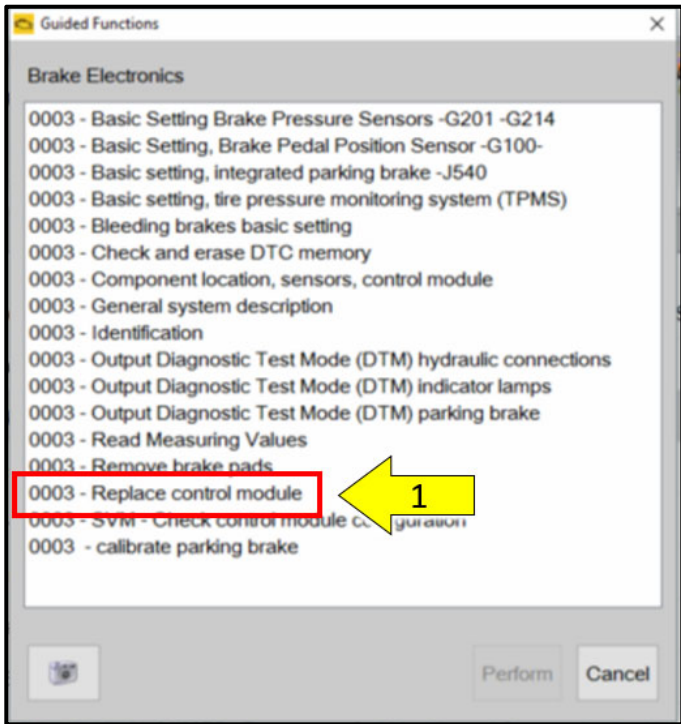 Guided Functions
Brake Electronics
0003 - Basic Setting Brake Pressure Sensors -G201 -G214
0003 - Basic Setting, Brake Pedal Position Sensor -G100-
0003 - Basic setting, integrated parking brake -J540
0003 - Basic setting, tire pressure monitoring system (TPMS)
0003 - Bleeding brakes basic setting
0003 - Check and erase DTC memory
0003 - Component location, sensors, control module
0003 - General system description
0003 - Identification
0003 - Output Diagnostic Test Mode (DTM) hydraulic connections
0003 - Output Diagnostic Test Mode (DTM) indicator lamps
0003 - Output Diagnostic Test Mode (DTM) parking brake
0003 - Read Measuring Values
0003 - Remove brake pads
0003 - Replace control module
1
0003 - SVM - Check control module
0003 - calibrate parking brake
Perform
Cancel